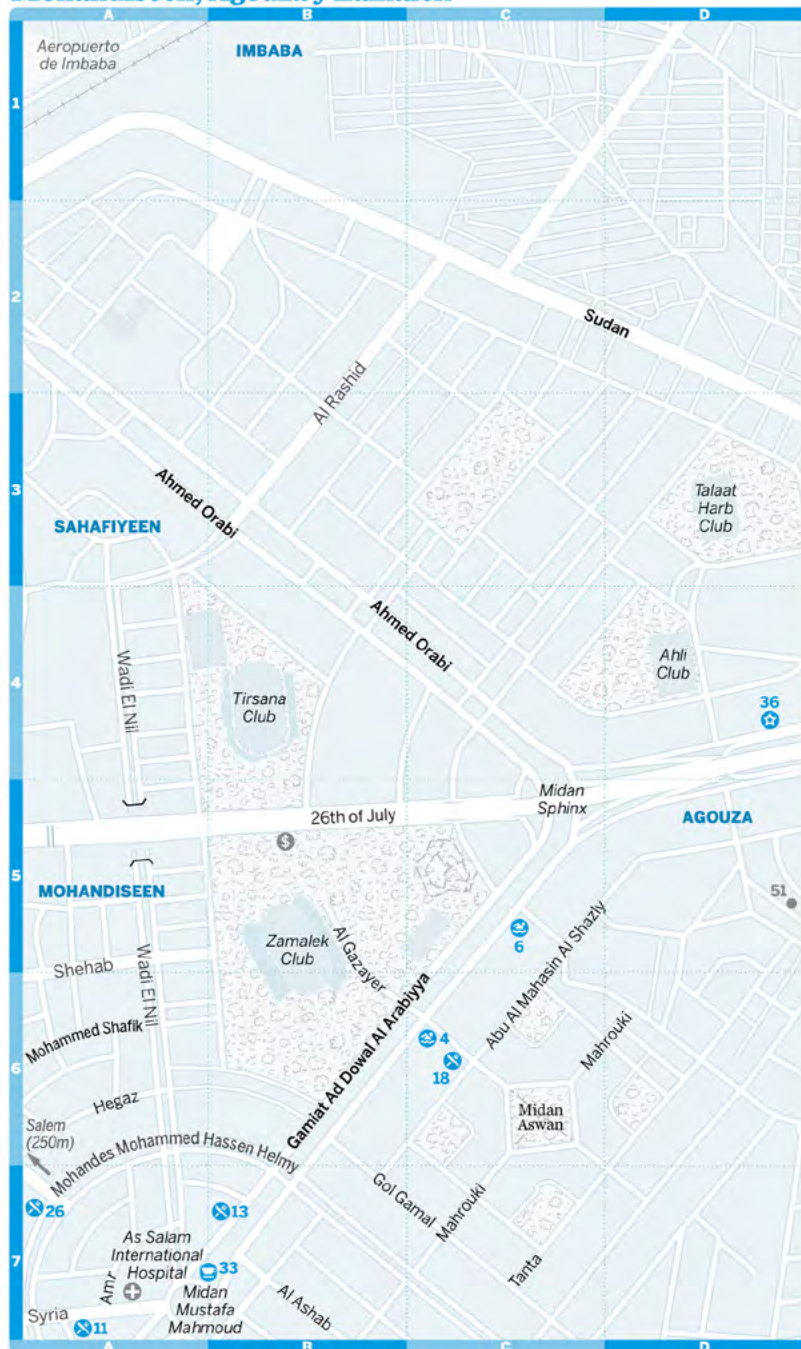 A
B
C
D
Aeropuerto
de Imbaba
IMBABA
1
2
Sudan
Al Rashid
3
Ahmed Orabi
SAHAFIYEEN
Talaat
Harb
Club
Ahmed Orabi
Wadi El Nil
4
Tirsana
Club
Ahli
Club
36
Midan
Sphinx
26th of July
AGOUZA
$
5
MOHANDISEEN
51
6
Zamalek
Club
Al Gazayer
Shehab
Wadi El Nil
Abu Al Mahasin Al Shazly
Gamiat Ad Dowal Al Arabiyya
Mohammed Shafik
4
Mahrouki
18
6
Hegaz
Midan
Aswan
Salem
(250m)
Mohandes Mohammed Hassen Helmy
Gol Gamal
Mahrouki
26
13
As Salam
International
Hospital
33
7
Amr
Tanta
Midan
Mustafa
Mahmoud
Al Ashab
Syria
11
A
B
C
D